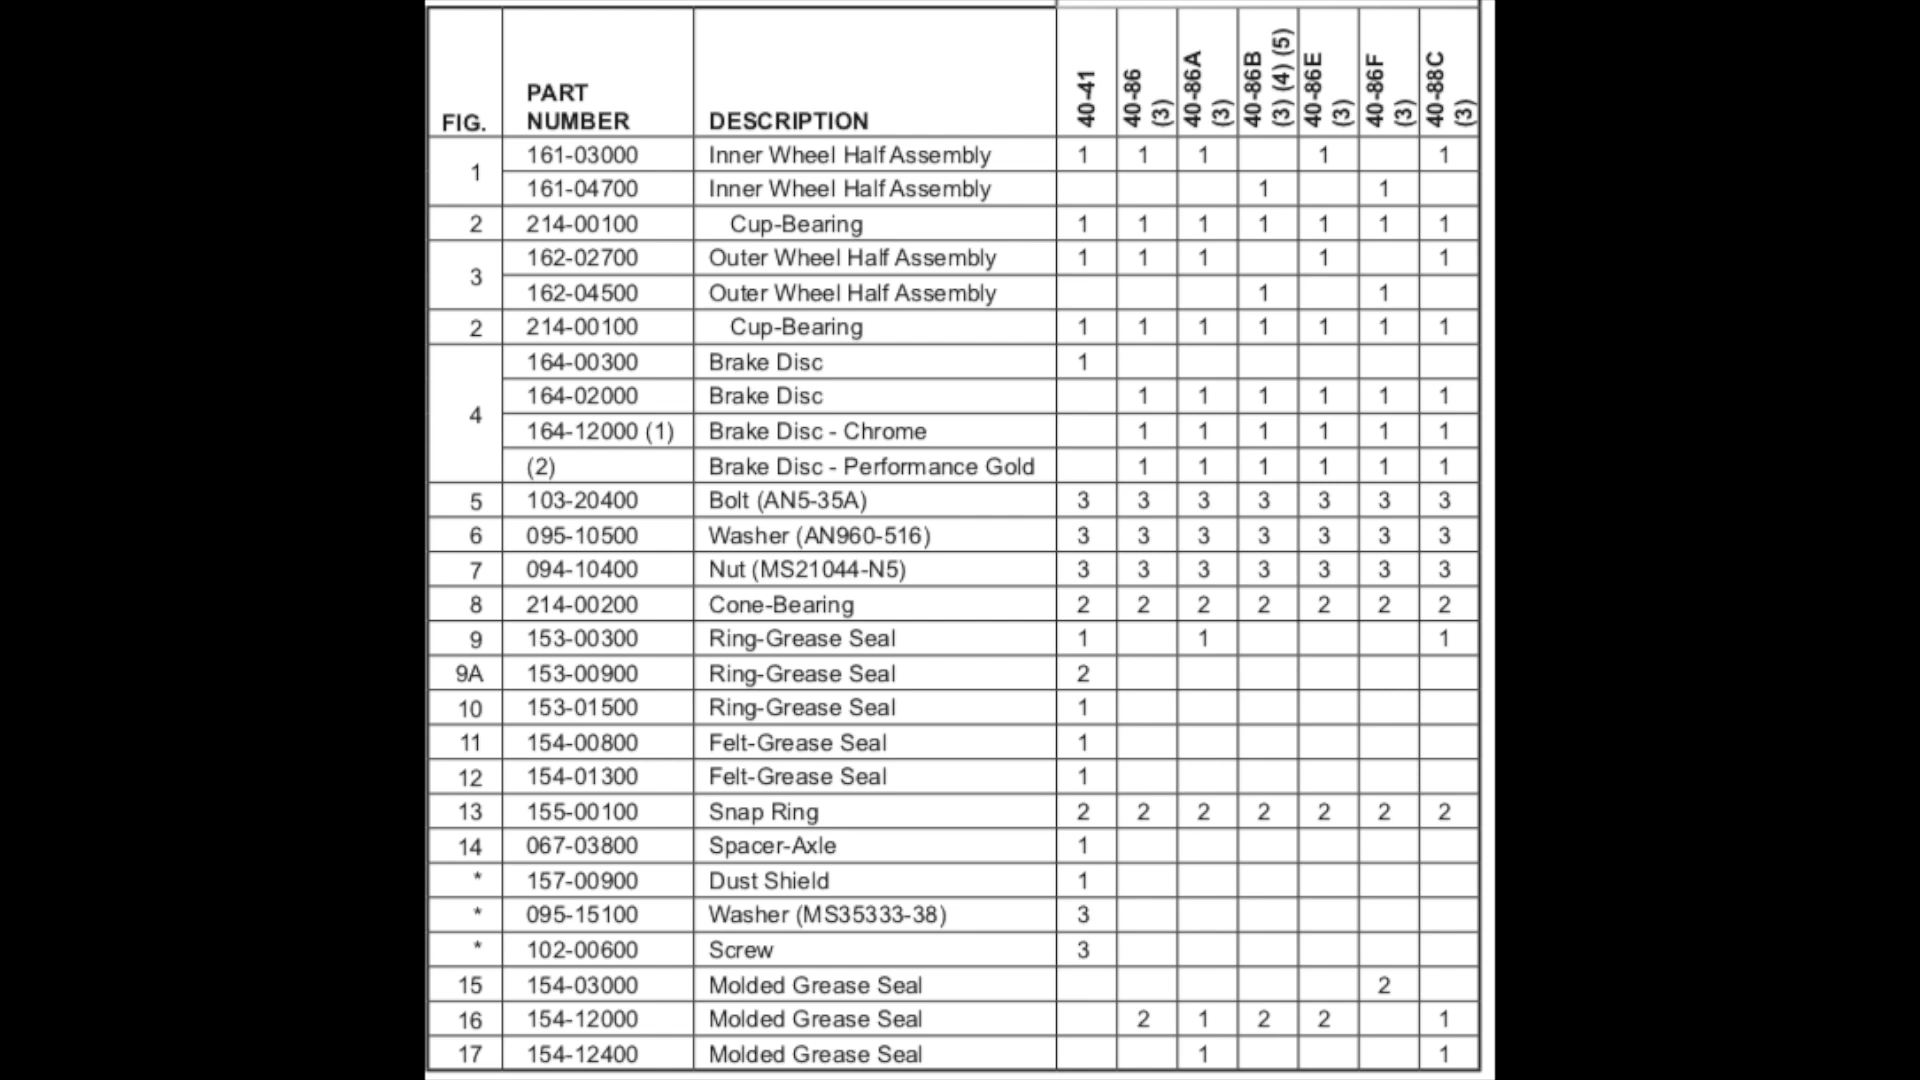 FIG. PART NUMBER DESCRIPTION 40-41 40-86 (3) 40-86A (3) 40-86B (3) (4) (5) 40-86E (3) 40-86F (3) 40-88C (3)
1 161-03000 Inner Wheel Half Assembly 1 1 1 1 1
161-04700 Inner Wheel Half Assembly 1 1
2 214-00100 Cup-Bearing 1 1 1 1 1 1 1
3 162-02700 Outer Wheel Half Assembly 1 1 1 1 1
162-04500 Outer Wheel Half Assembly 1 1
2 214-00100 Cup-Bearing 1 1 1 1 1 1 1
4 164-00300 Brake Disc 1
164-02000 Brake Disc 1 1 1 1 1 1
164-12000 (1) Brake Disc - Chrome 1 1 1 1 1 1
(2) Brake Disc - Performance Gold 1 1 1 1 1 1
5 103-20400 Bolt (AN5-35A) 3 3 3 3 3 3 3
6 095-10500 Washer (AN960-516) 3 3 3 3 3 3 3
7 094-10400 Nut (MS21044-N5) 3 3 3 3 3 3 3
8 214-00200 Cone-Bearing 2 2 2 2 2 2 2
9 153-00300 Ring-Grease Seal 1 1 1
9A 153-00900 Ring-Grease Seal 2
10 153-01500 Ring-Grease Seal 1
11 154-00800 Felt-Grease Seal 1
12 154-01300 Felt-Grease Seal 1
13 155-00100 Snap Ring 2 2 2 2 2 2 2
14 067-03800 Spacer-Axle 1
* 157-00900 Dust Shield 1
* 095-15100 Washer (MS35333-38) 3
* 102-00600 Screw 3
15 154-03000 Molded Grease Seal 2
16 154-12000 Molded Grease Seal 2 1 2 2 1
17 154-12400 Molded Grease Seal 1 1